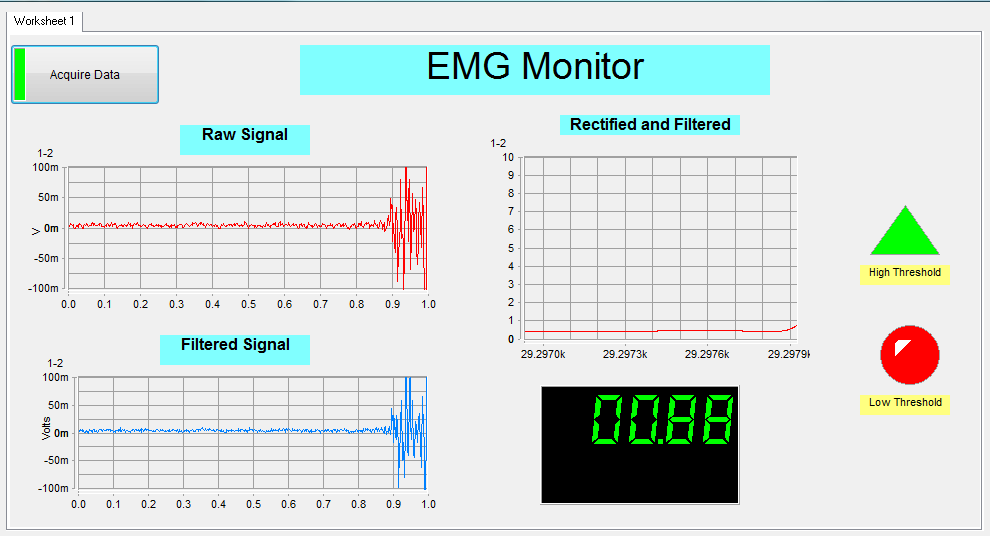 Worksheet 1
Acquire Data
EMG Monitor
Raw Signal
1-2
100m
50m
0m
-50m
-100m
V
0.0 0.1 0.2 0.3 0.4 0.5 0.6 0.7 0.8 0.9 1.0
Filtered Signal
1-2
100m
50m
0m
-50m
-100m
Volts
0.0 0.1 0.2 0.3 0.4 0.5 0.6 0.7 0.8 0.9 1.0
Rectified and Filtered
1-2
10
9
8
7
6
5
4
3
2
1
0
29.2970k 29.2973k 29.2976k 29.2979k
00.88
High Threshold
Low Threshold